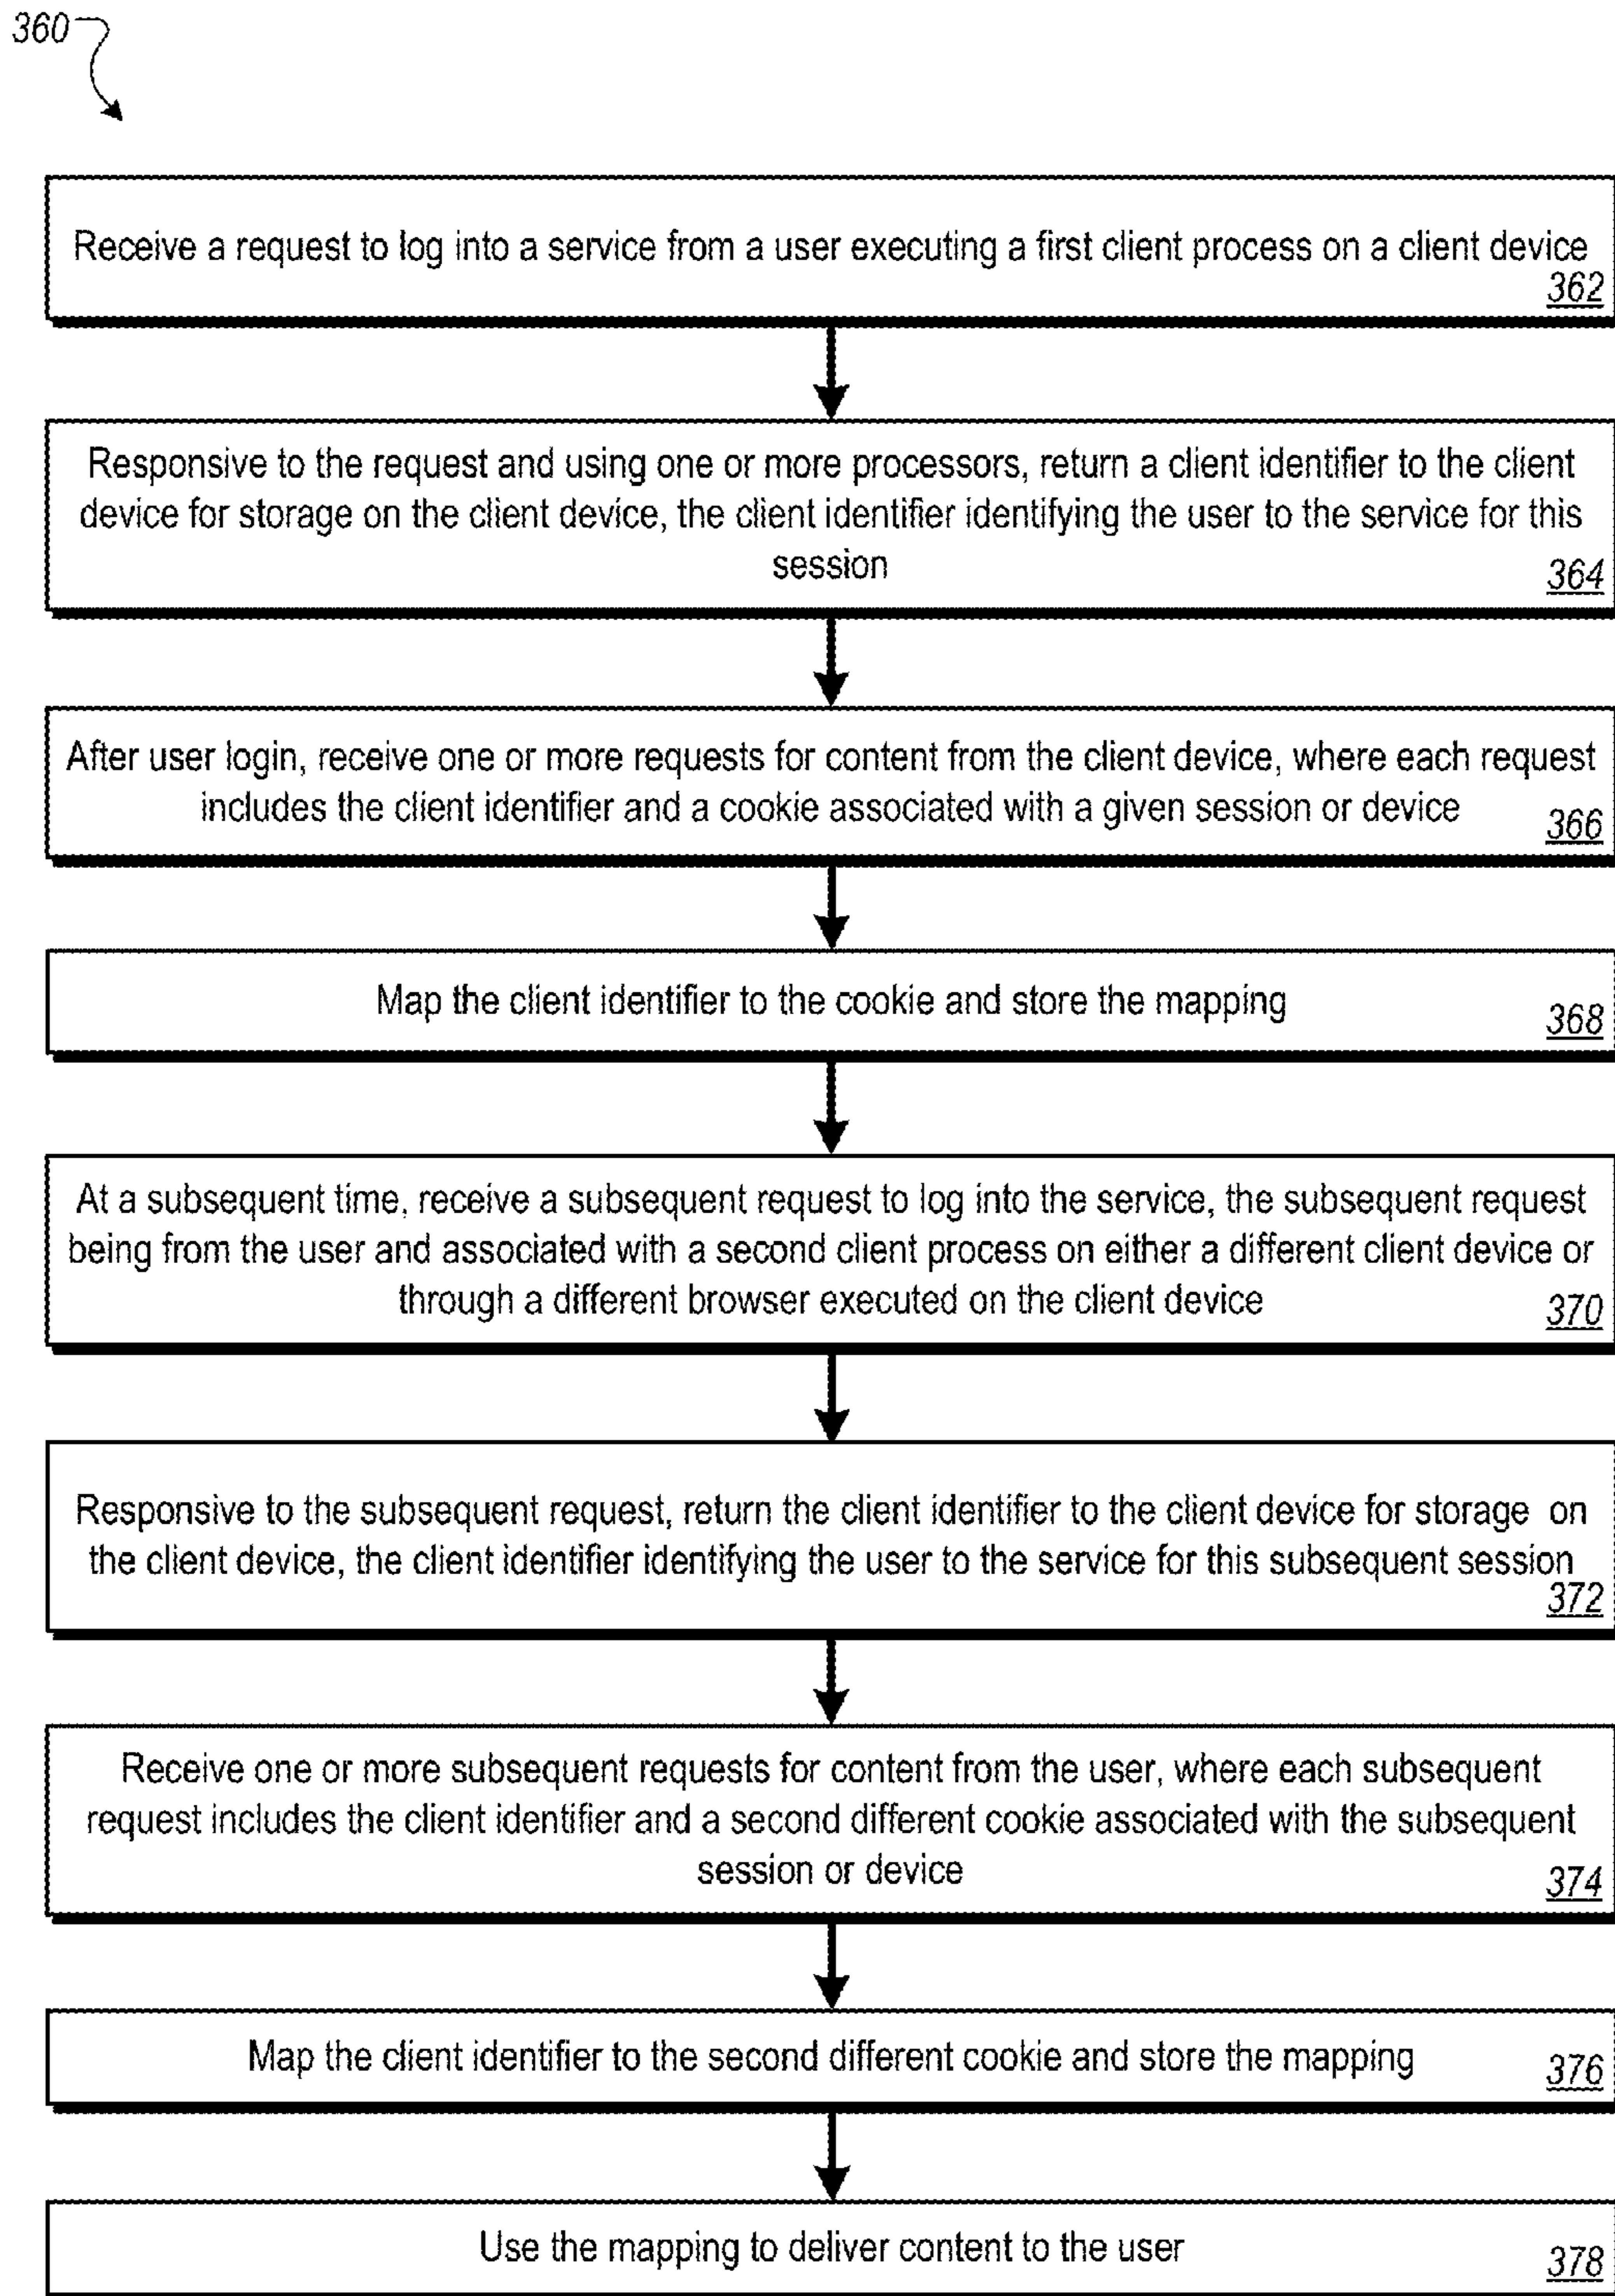 360
Receive a request to log into a service from a user executing a first client process on a client device
362
Responsive to the request and using one or more processors, return a client identifier to the client
device for storage on the client device, the client identifier identifying the user to the service for this
session
364
After user login, receive one or more requests for content from the client device, where each request
includes the client identifier and a cookie associated with a given session or device
366
Map the client identifier to the cookie and store the mapping
368
At a subsequent time, receive a subsequent request to log into the service, the subsequent request
being from the user and associated with a second client process on either a different client device or
through a different browser executed on the client device
370
Responsive to the subsequent request, return the client identifier to the client device for storage on
the client device, the client identifier identifying the user to the service for this subsequent session
372
Receive one or more subsequent requests for content from the user, where each subsequent
request includes the client identifier and a second different cookie associated with the subsequent
session or device
374
Map the client identifier to the second different cookie and store the mapping
376
Use the mapping to deliver content to the user
378